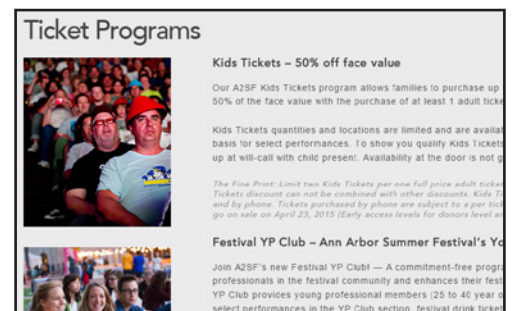 Ticket Programs
Kids Tickets – 50% off face value
Our A2SF Kids Tickets program allows families to purchase up
50% of the face value with the purchase of at least 1 adult ticke
Kids Tickets quantities and locations are limited and are availab
basis for select performances. To show you qualify Kids Tickets
up at will-call with child present. Availability at the door is not g
The Fine Print: Limit two Kids Tickets per one full price adult ticket
Tickets discount can not be combined with other discounts. Kids Ti
and by phone. Tickets purchased by phone are subject to a per tick
go on sale on April 23, 2015 (Early access levels for donors level an
Festival YP Club – Ann Arbor Summer Festival's Yo
Join A2SF's new Festival YP Club! — A commitment-free progra
professionals in the festival community and enhances their fest
YP Club provides young professional members (25 to 40 year o
select performances in the YP Club section, festival drink ticket